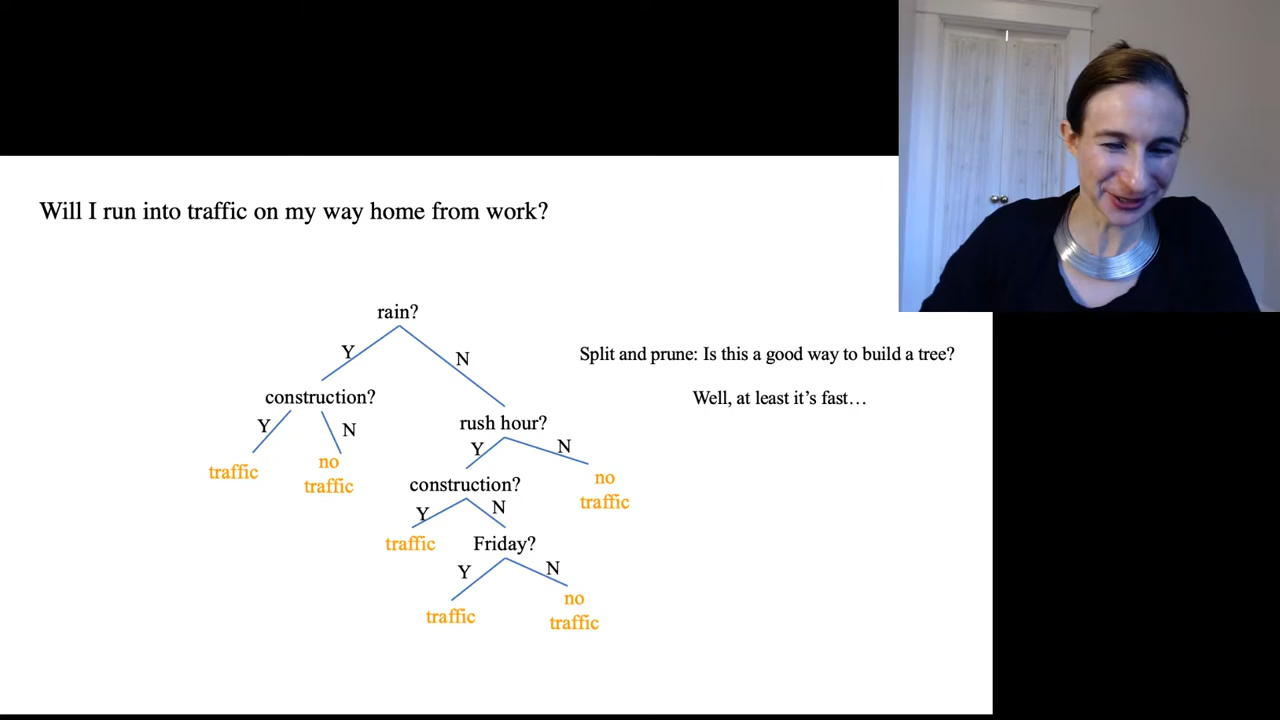 Will I run into traffic on my way home from work?
rain?
Y
N
Split and prune: Is this a good way to build a tree?
construction?
Well, at least it's fast…
Y
N
rush hour?
Y
N
traffic
no
traffic
construction?
no
traffic
Y
N
traffic
Friday?
Y
N
traffic
no
traffic